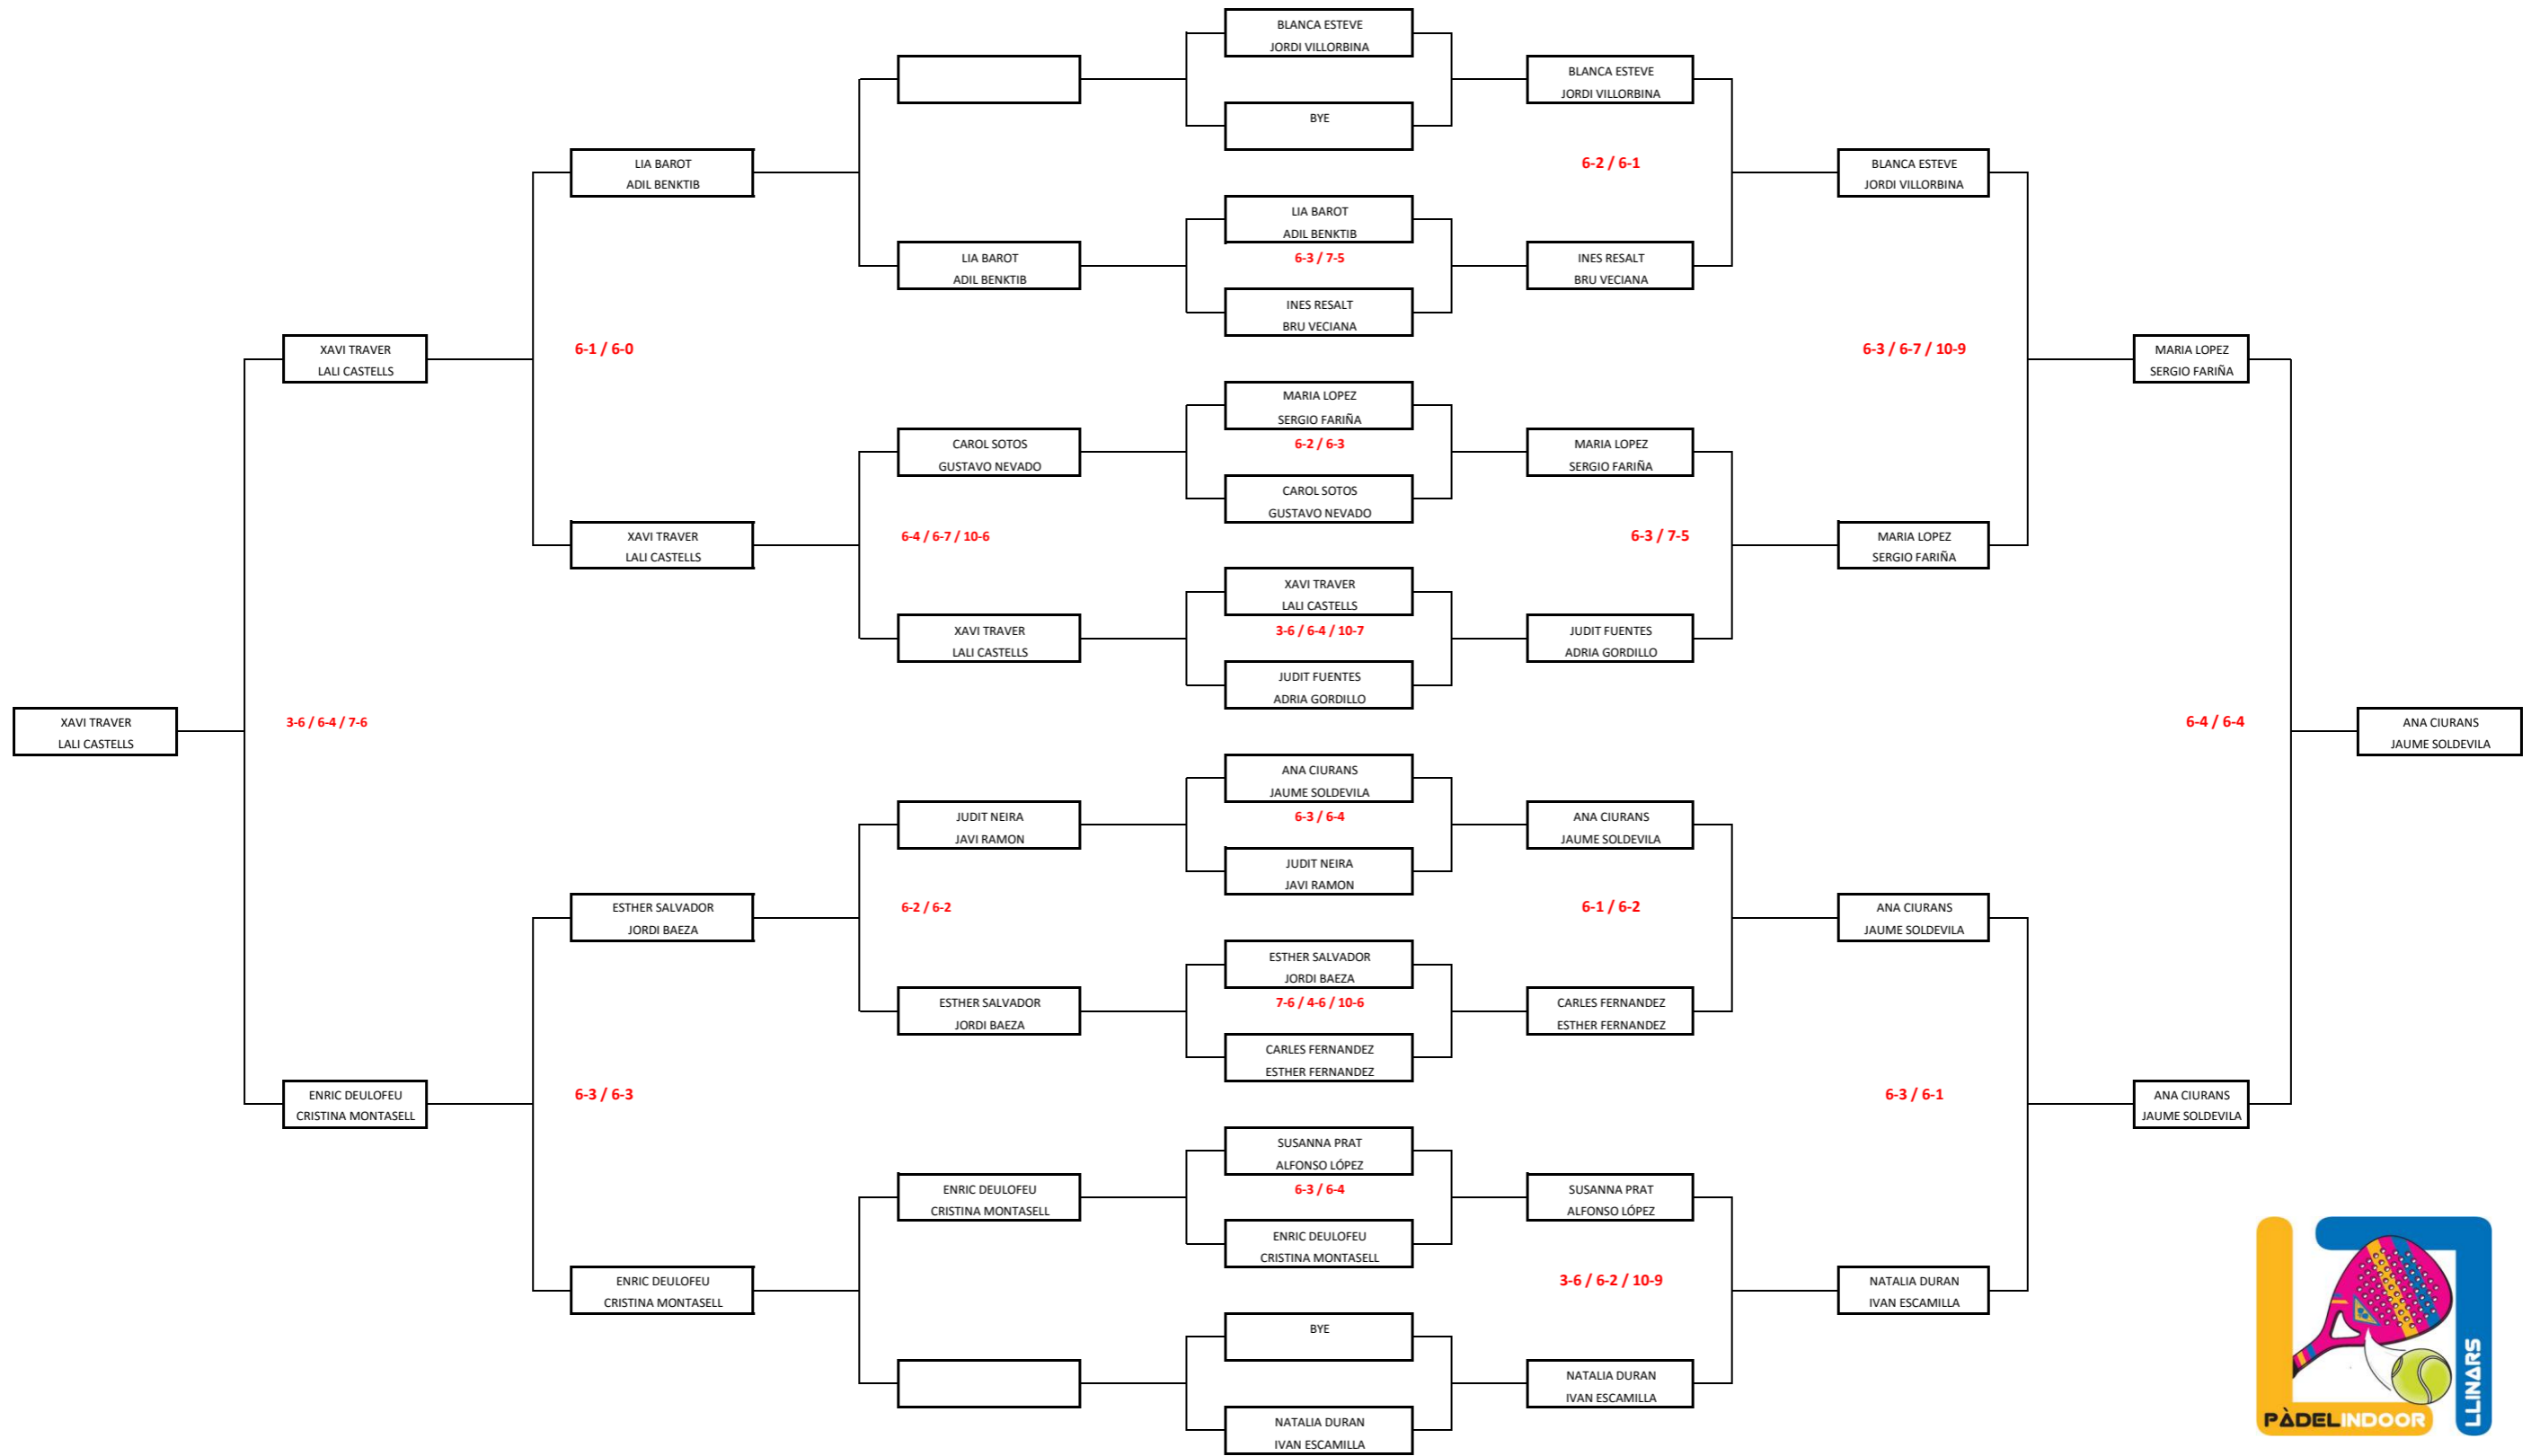 BLANCA ESTEVE
JORDI VILLORBINA
BLANCA ESTEVE
JORDI VILLORBINA
BYE
LIA BAROT
ADIL BENKTIB
6-2 / 6-1
BLANCA ESTEVE
JORDI VILLORBINA
LIA BAROT
ADIL BENKTIB
LIA BAROT
ADIL BENKTIB
6-3 / 7-5
INES RESALT
BRU VECIANA
INES RESALT
BRU VECIANA
XAVI TRAVER
LALI CASTELLS
6-1 / 6-0
6-3 / 6-7 / 10-9
MARIA LOPEZ
SERGIO FARIÑA
MARIA LOPEZ
SERGIO FARIÑA
CAROL SOTOS
GUSTAVO NEVADO
6-2 / 6-3
MARIA LOPEZ
SERGIO FARIÑA
CAROL SOTOS
GUSTAVO NEVADO
XAVI TRAVER
LALI CASTELLS
6-4 / 6-7 / 10-6
6-3 / 7-5
MARIA LOPEZ
SERGIO FARIÑA
XAVI TRAVER
LALI CASTELLS
XAVI TRAVER
LALI CASTELLS
3-6 / 6-4 / 10-7
JUDIT FUENTES
ADRIA GORDILLO
JUDIT FUENTES
ADRIA GORDILLO
XAVI TRAVER
LALI CASTELLS
3-6 / 6-4 / 7-6
6-4 / 6-4
ANA CIURANS
JAUME SOLDEVILA
ANA CIURANS
JAUME SOLDEVILA
JUDIT NEIRA
JAVI RAMON
6-3 / 6-4
ANA CIURANS
JAUME SOLDEVILA
JUDIT NEIRA
JAVI RAMON
ESTHER SALVADOR
JORDI BAEZA
6-2 / 6-2
6-1 / 6-2
ANA CIURANS
JAUME SOLDEVILA
ESTHER SALVADOR
JORDI BAEZA
ESTHER SALVADOR
JORDI BAEZA
7-6 / 4-6 / 10-6
CARLES FERNANDEZ
ESTHER FERNANDEZ
CARLES FERNANDEZ
ESTHER FERNANDEZ
ENRIC DEULOFEU
CRISTINA MONTASELL
6-3 / 6-3
6-3 / 6-1
ANA CIURANS
JAUME SOLDEVILA
SUSANNA PRAT
ALFONSO LÓPEZ
ENRIC DEULOFEU
CRISTINA MONTASELL
6-3 / 6-4
SUSANNA PRAT
ALFONSO LÓPEZ
ENRIC DEULOFEU
CRISTINA MONTASELL
ENRIC DEULOFEU
CRISTINA MONTASELL
3-6 / 6-2 / 10-9
NATALIA DURAN
IVAN ESCAMILLA
BYE
NATALIA DURAN
IVAN ESCAMILLA
NATALIA DURAN
IVAN ESCAMILLA
PÀDELINDOOR
LLINARS